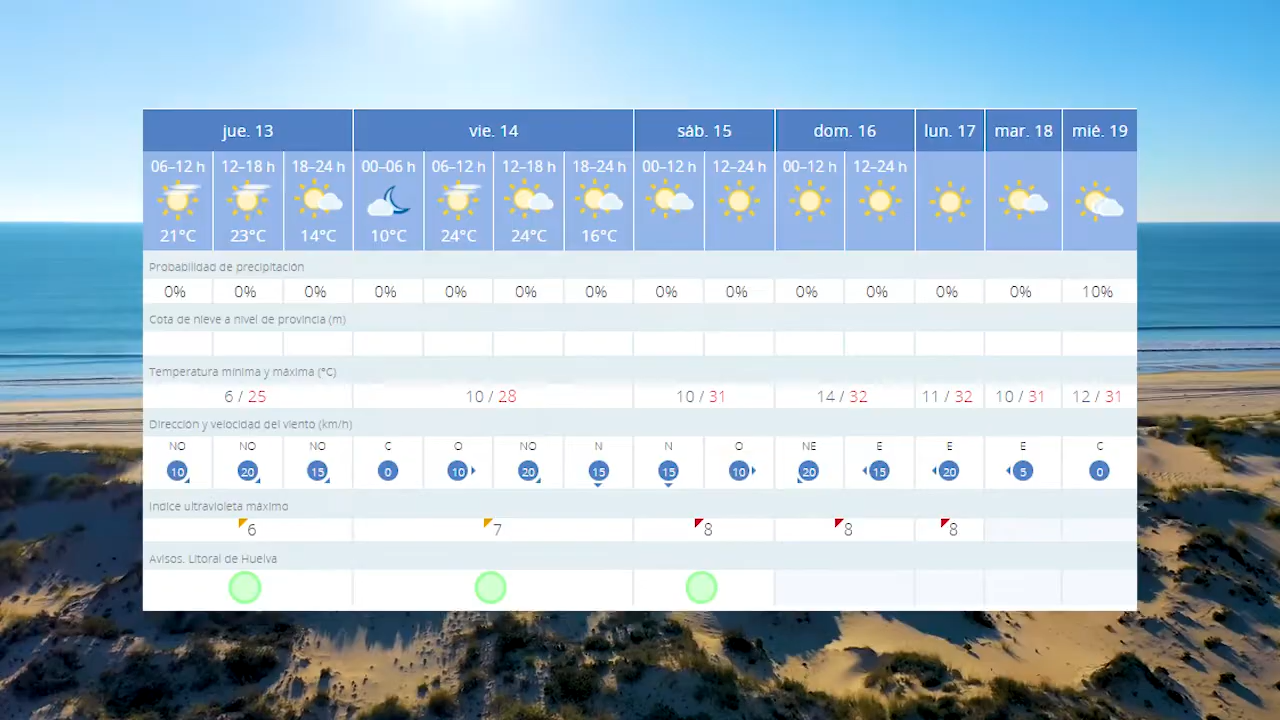 jue. 13 vie. 14 sáb. 15 dom. 16 lun. 17 mar. 18 mié. 19
06–12 h 12–18 h 18–24 h 00–06 h 06–12 h 12–18 h 18–24 h 00–12 h 12–24 h 00–12 h 12–24 h
21°C 23°C 14°C 10°C 24°C 24°C 16°C
Probabilidad de precipitación
0% 0% 0% 0% 0% 0% 0% 0% 0% 0% 0% 0% 0% 10%
Cota de nieve a nivel de provincia (m)
Temperatura mínima y máxima (°C)
6 / 25 10 / 28 10 / 31 14 / 32 11 / 32 10 / 31 12 / 31
Dirección y velocidad del viento (km/h)
NO NO NO C O NO N N O NE E E E C
10 20 15 0 10 20 15 15 10 20 15 20 5 0
Indice ultravioleta máximo
6 7 8 8 8
Avisos. Litoral de Huelva